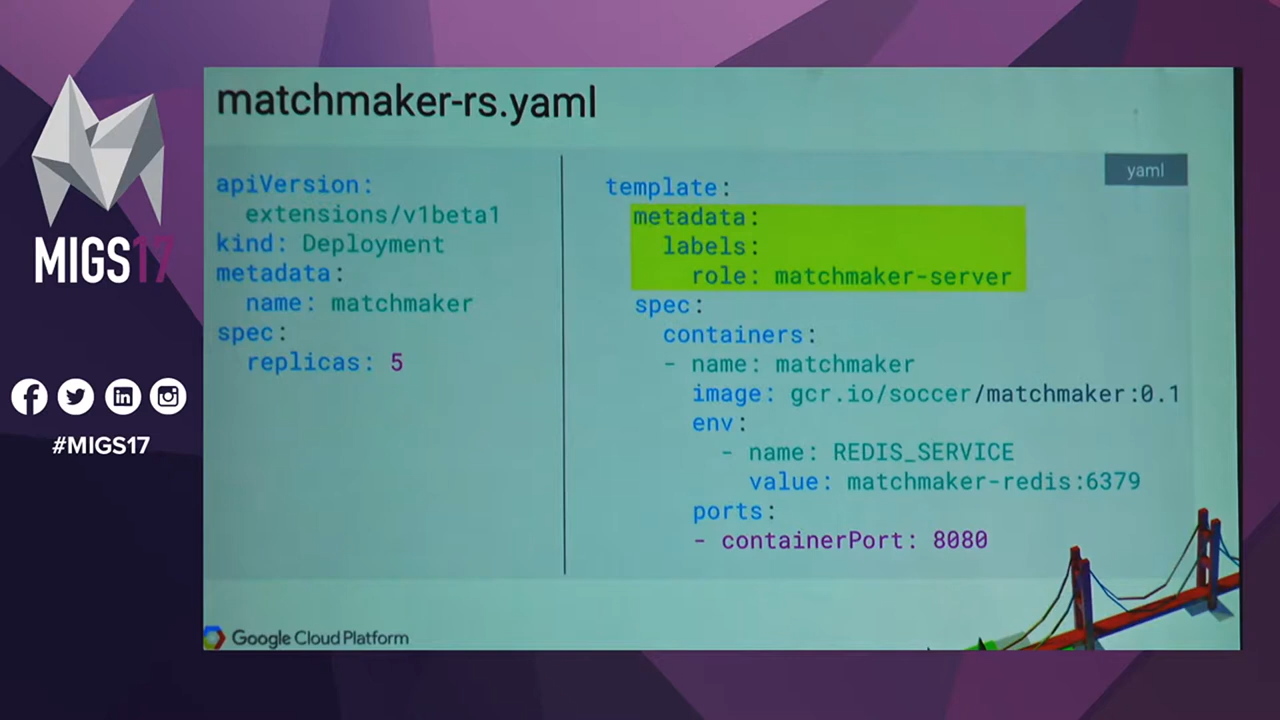 matchmaker-rs.yaml
apiVersion:
extensions/v1beta1
kind: Deployment
metadata:
name: matchmaker
spec:
replicas: 5
yaml
template:
metadata:
labels:
role: matchmaker-server
spec:
containers:
- name: matchmaker
image: gcr.io/soccer/matchmaker:0.1
env:
- name: REDIS_SERVICE
value: matchmaker-redis:6379
ports:
- containerPort: 8080
Google Cloud Platform
MIGS17
#MIGS17